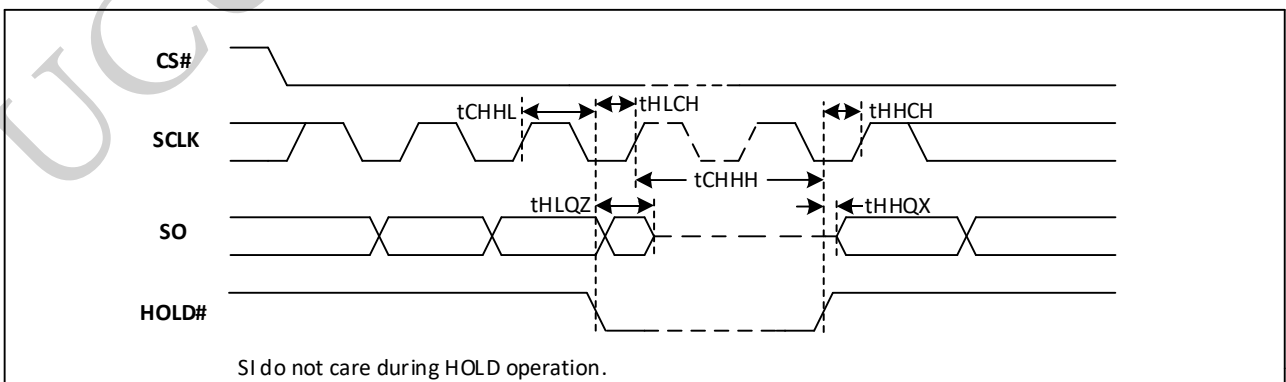 CS#
tCHHL
tHLCH
tHHCH
SCLK
tCHHH
tHLQZ
tHHQX
SO
HOLD#
SI do not care during HOLD operation.